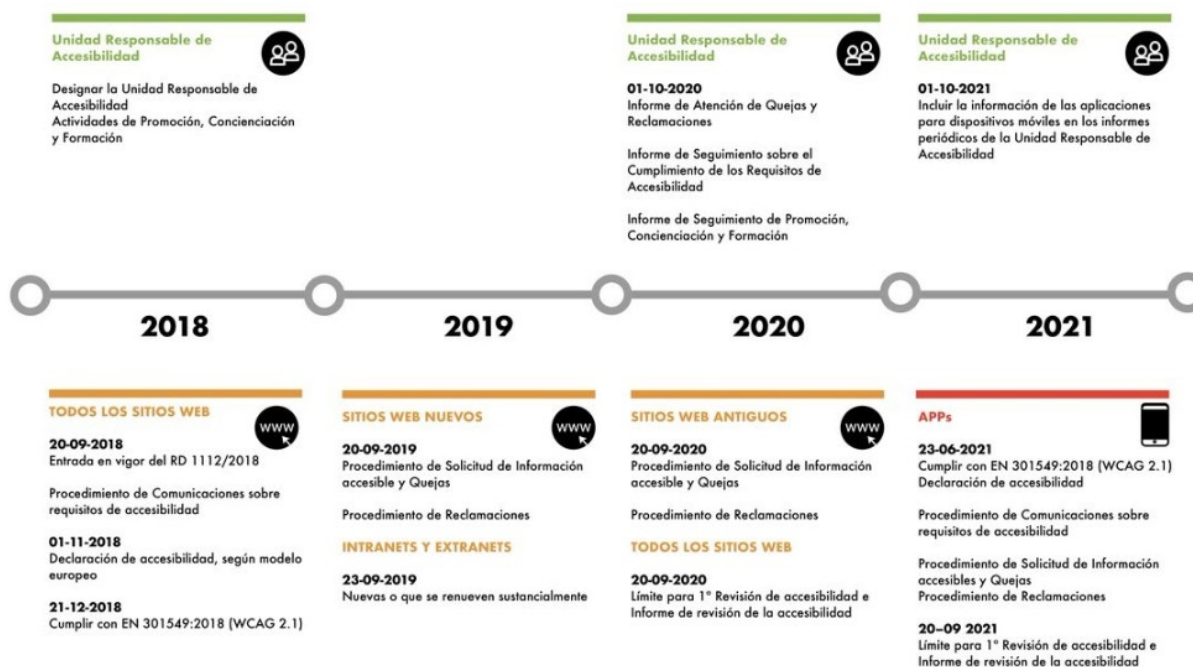 Unidad Responsable de
Accesibilidad
Designar la Unidad Responsable de
Accesibilidad
Actividades de Promoción, Concienciación
y Formación
Unidad Responsable de
Accesibilidad
01-10-2020
Informe de Atención de Quejas y
Reclamaciones
Informe de Seguimiento sobre el
Cumplimiento de los Requisitos de
Accesibilidad
Informe de Seguimiento de Promoción,
Concienciación y Formación
Unidad Responsable de
Accesibilidad
01-10-2021
Incluir la información de las aplicaciones
para dispositivos móviles en los informes
periódicos de la Unidad Responsable de
Accesibilidad
2018
2019
2020
2021
TODOS LOS SITIOS WEB
WWW
20-09-2018
Entrada en vigor del RD 1112/2018
Procedimiento de Comunicaciones sobre
requisitos de accesibilidad
01-11-2018
Declaración de accesibilidad, según modelo
europeo
21-12-2018
Cumplir con EN 301549:2018 (WCAG 2.1)
SITIOS WEB NUEVOS
WWW
20-09-2019
Procedimiento de Solicitud de Información
accesible y Quejas
Procedimiento de Reclamaciones
INTRANETS Y EXTRANETS
23-09-2019
Nuevas o que se renueven sustancialmente
SITIOS WEB ANTIGUOS
WWW
20-09-2020
Procedimiento de Solicitud de Información
accesible y Quejas
Procedimiento de Reclamaciones
TODOS LOS SITIOS WEB
20-09-2020
Límite para 1º Revisión de accesibilidad e
Informe de revisión de la accesibilidad
APPs
23-06-2021
Cumplir con EN 301549:2018 (WCAG 2.1)
Declaración de accesibilidad
Procedimiento de Comunicaciones sobre
requisitos de accesibilidad
Procedimiento de Solicitud de Información
accesibles y Quejas
Procedimiento de Reclamaciones
20–09 2021
Límite para 1º Revisión de accesibilidad e
Informe de revisión de la accesibilidad